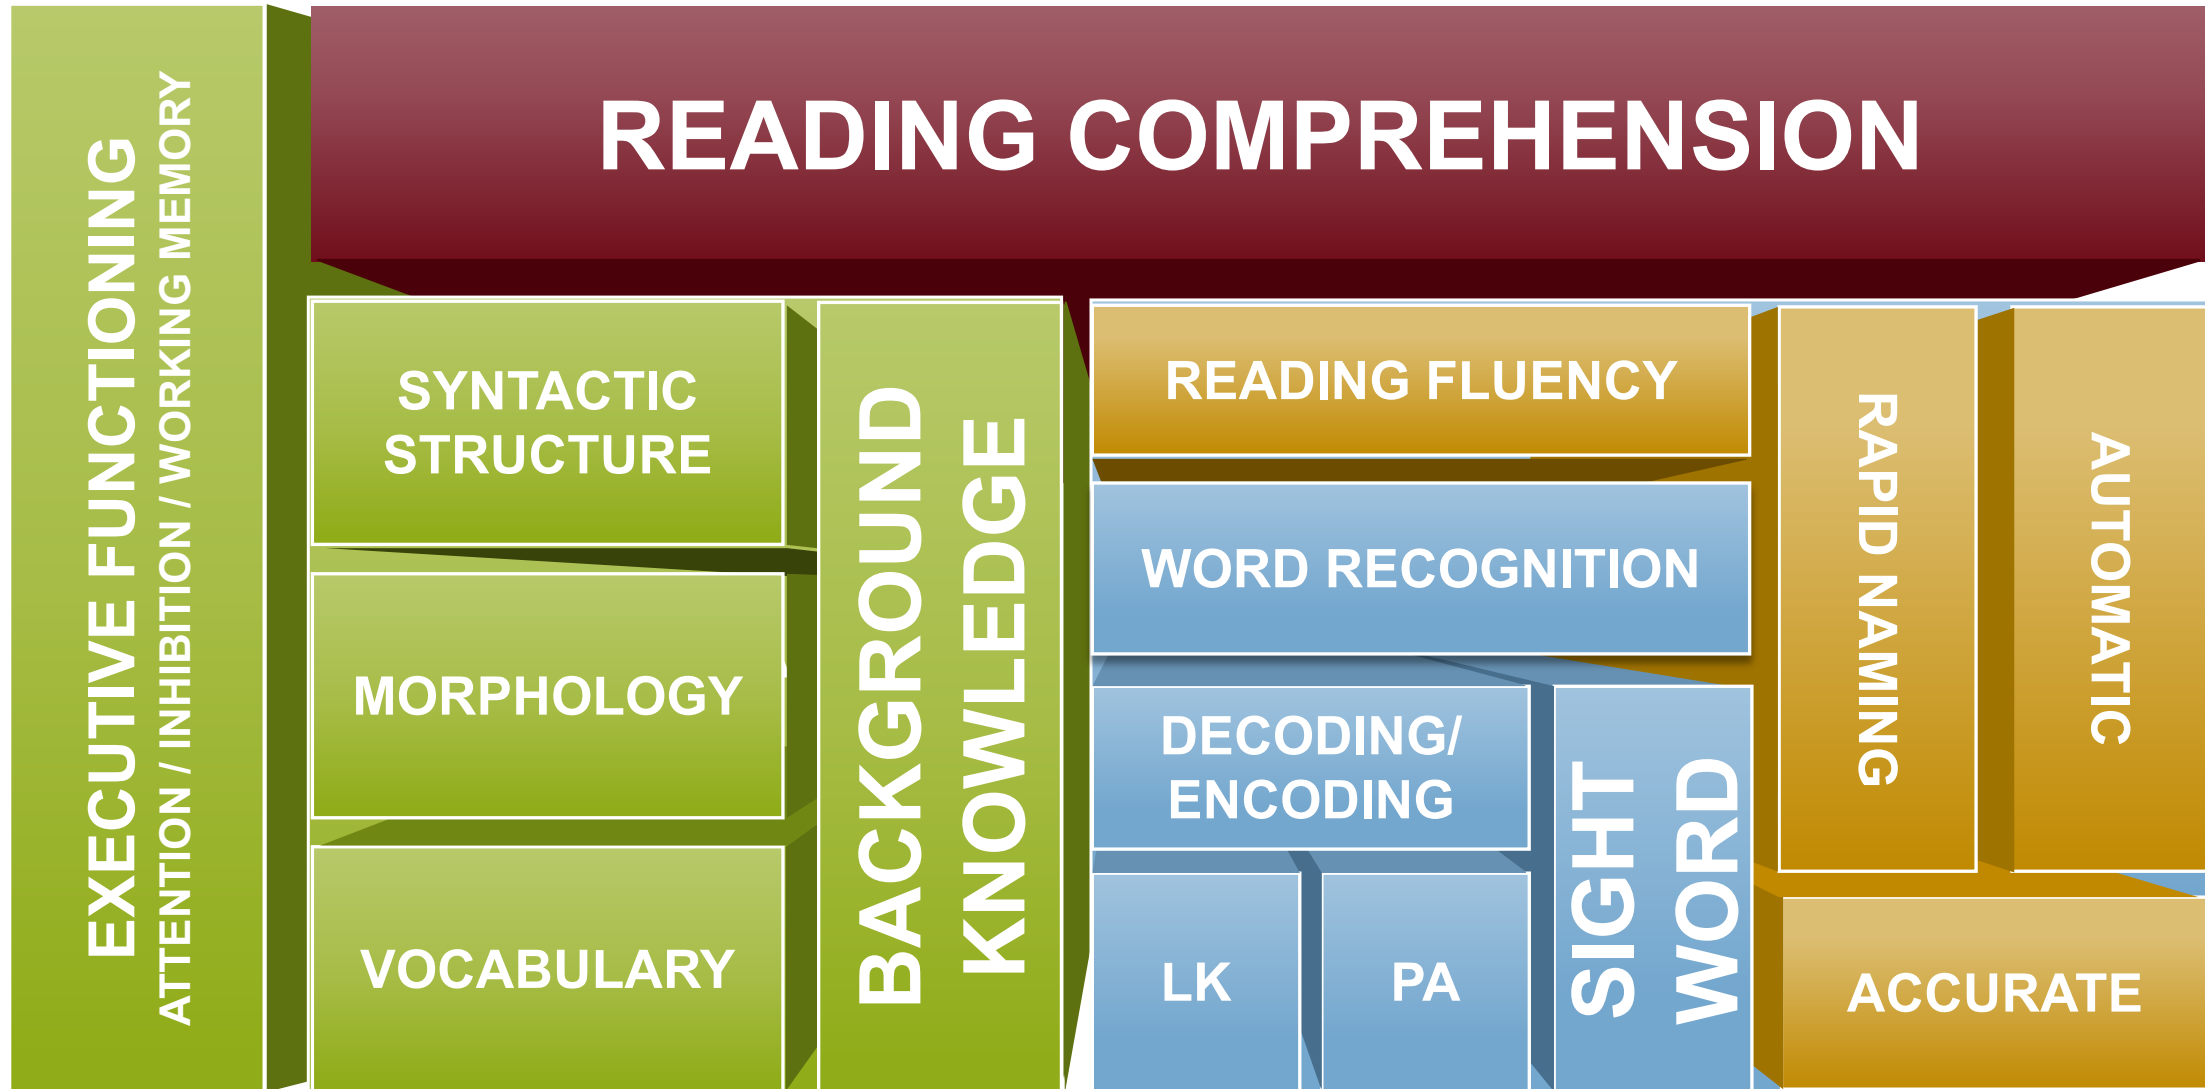 EXECUTIVE FUNCTIONING
ATTENTION / INHIBITION / WORKING MEMORY
READING COMPREHENSION
SYNTACTIC
STRUCTURE
MORPHOLOGY
VOCABULARY
BACKGROUND
KNOWLEDGE
READING FLUENCY
WORD RECOGNITION
DECODING/
ENCODING
LK
PA
SIGHT
WORD
RAPID NAMING
AUTOMATIC
ACCURATE